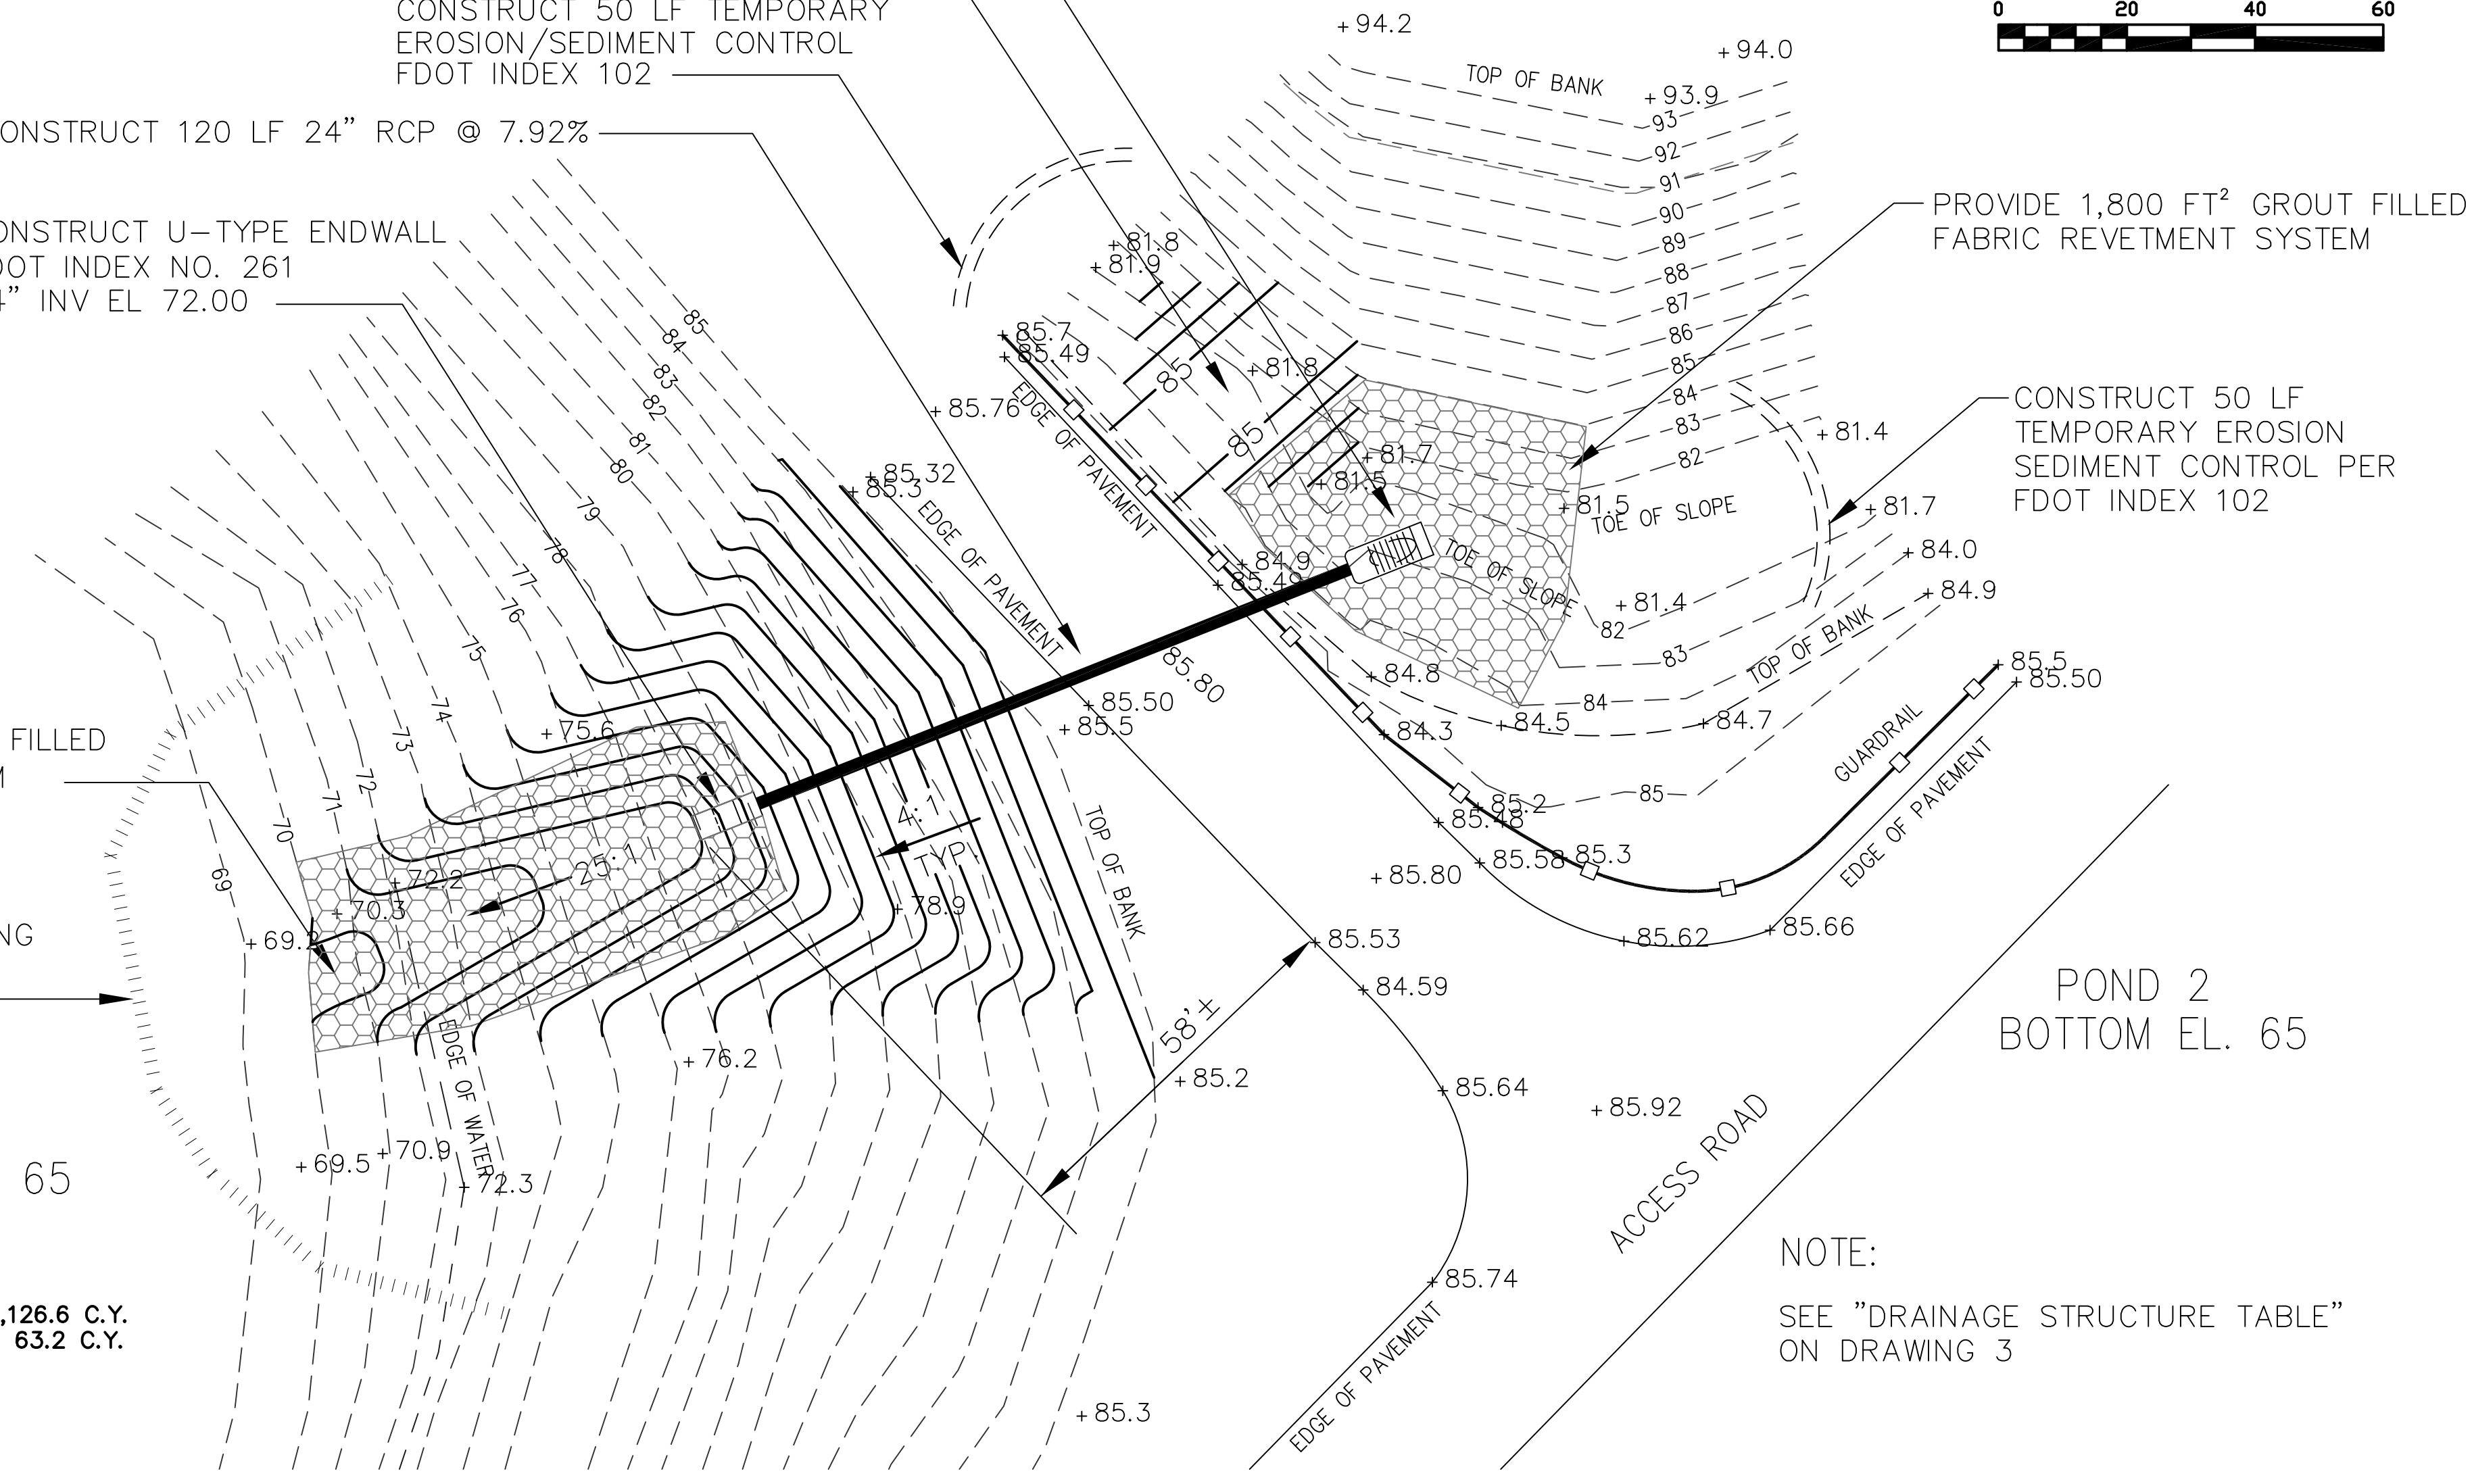 CONSTRUCT 50 LF TEMPORARY
EROSION/SEDIMENT CONTROL
FDOT INDEX 102
ONSTRUCT 120 LF 24" RCP @ 7.92%
ONSTRUCT U-TYPE ENDWALL
DOT INDEX NO. 261
4" INV EL 72.00
0 20 40 60
+94.2
+94.0
+93.9
TOP OF BANK
93
92
91
90
89
88
87
86
85
84
83
82
PROVIDE 1,800 FT² GROUT FILLED
FABRIC REVETMENT SYSTEM
CONSTRUCT 50 LF
TEMPORARY EROSION
SEDIMENT CONTROL PER
FDOT INDEX 102
+81.8
+81.9
+85.7
+85.49
+81.8
+85.76
EDGE OF PAVEMENT
85
85
+81.7
+81.5
+81.4
+81.5
TOE OF SLOPE
+81.7
+84.0
+84.9
TOE OF SLOPE
+81.4
82
83
84
85
TOP OF BANK
+84.9
+85.49
+84.8
+84.5
+84.7
+84.3
+85.5
+85.50
GUARDRAIL
EDGE OF PAVEMENT
+85.2
+85.48
+85.58
+85.3
+85.80
+85.62
+85.66
85
84
83
82
81
80
79
78
77
76
75
74
73
72
71
70
69
+85.32
+85.3
EDGE OF PAVEMENT
85.80
+85.50
+85.5
+75.6
FILLED
4:1
TYP.
25:1
TOP OF BANK
+72.2
+70.3
+69.2
+78.9
NG
+85.53
+84.59
58'±
+76.2
+85.2
+85.64
+85.92
EDGE OF WATER
+69.5
+70.9
+72.3
65
ACCESS ROAD
POND 2
BOTTOM EL. 65
+85.74
EDGE OF PAVEMENT
+85.3
,126.6 C.Y.
63.2 C.Y.
NOTE:
SEE "DRAINAGE STRUCTURE TABLE"
ON DRAWING 3